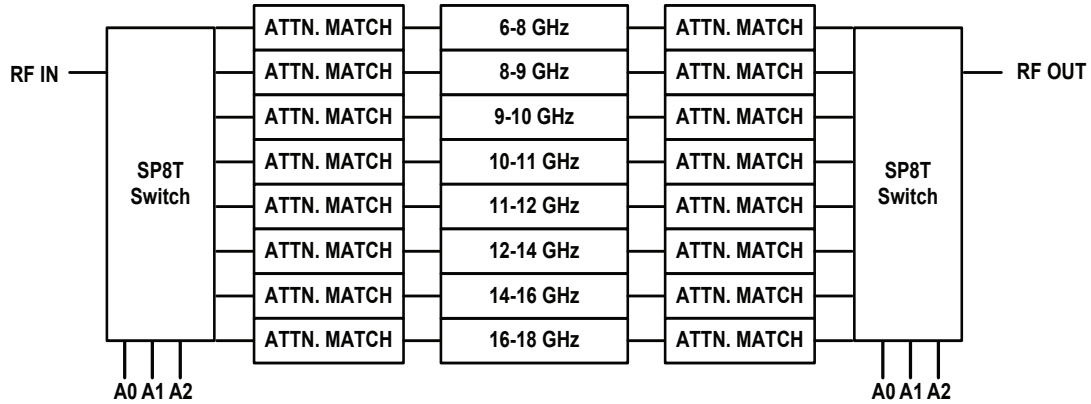 ATTN. MATCH 6-8 GHz ATTN. MATCH
RF IN ATTN. MATCH 8-9 GHz ATTN. MATCH RF OUT
ATTN. MATCH 9-10 GHz ATTN. MATCH
SP8T ATTN. MATCH 10-11 GHz ATTN. MATCH SP8T
Switch ATTN. MATCH 11-12 GHz ATTN. MATCH Switch
ATTN. MATCH 12-14 GHz ATTN. MATCH
ATTN. MATCH 14-16 GHz ATTN. MATCH
ATTN. MATCH 16-18 GHz ATTN. MATCH
A0 A1 A2 A0 A1 A2